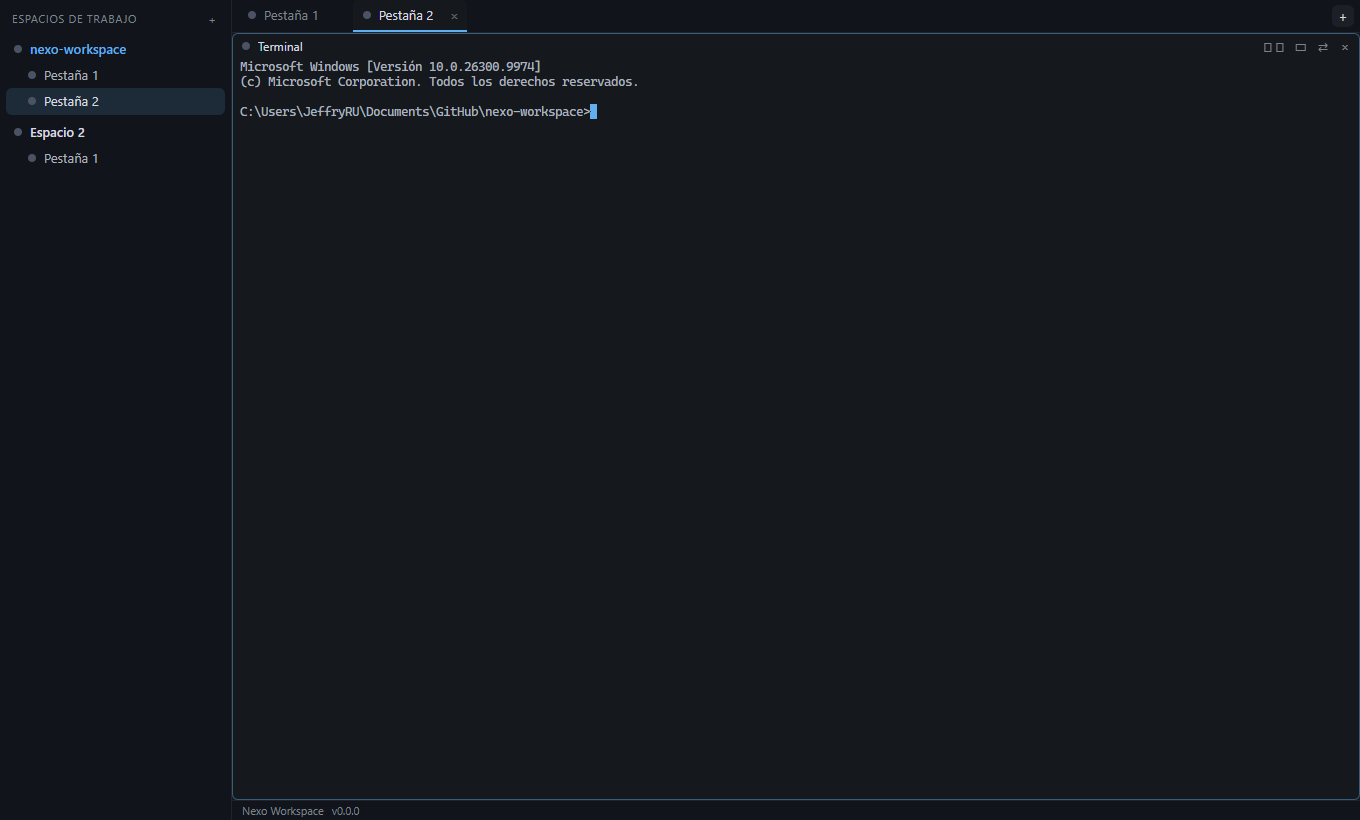 ESPACIOS DE TRABAJO +
nexo-workspace
Pestaña 1
Pestaña 2
Espacio 2
Pestaña 1
Pestaña 1
Pestaña 2 ×
+
Terminal
⇄ ×
Microsoft Windows [Versión 10.0.26300.9974]
(c) Microsoft Corporation. Todos los derechos reservados.
C:\Users\JeffryRU\Documents\GitHub\nexo-workspace>
Nexo Workspace v0.0.0